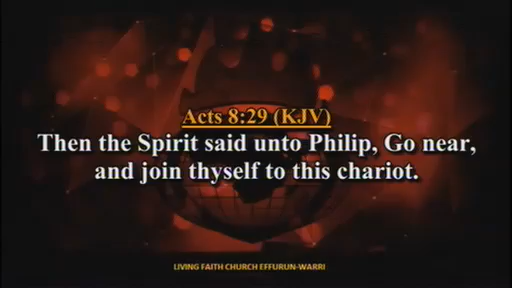 Acts 8:29 (KJV)
Then the Spirit said unto Philip, Go near,
and join thyself to this chariot.
LIVING FAITH CHURCH EFFURUN-WARRI